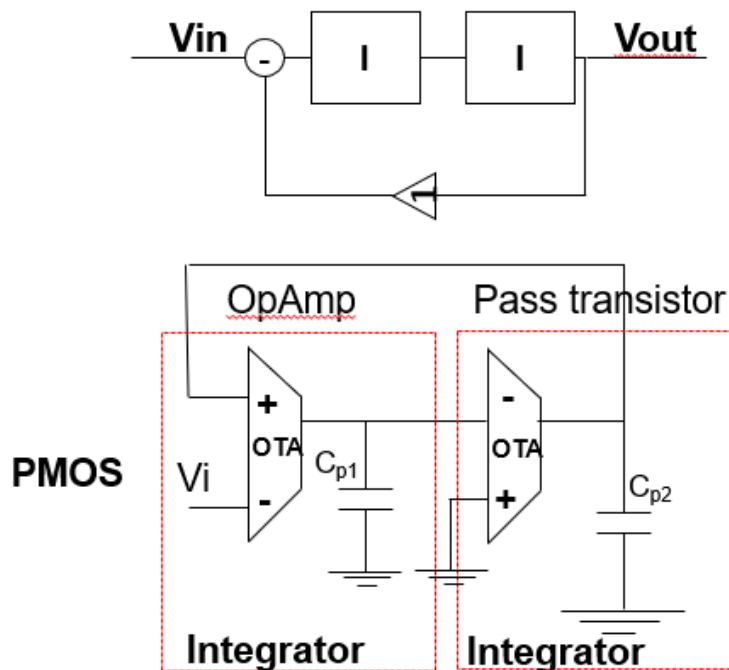 Vin
-
I
I
Vout
1
OpAmp
Pass transistor
+
OTA
-
Cp1
PMOS
Vi
-
OTA
+
Cp2
Integrator
Integrator